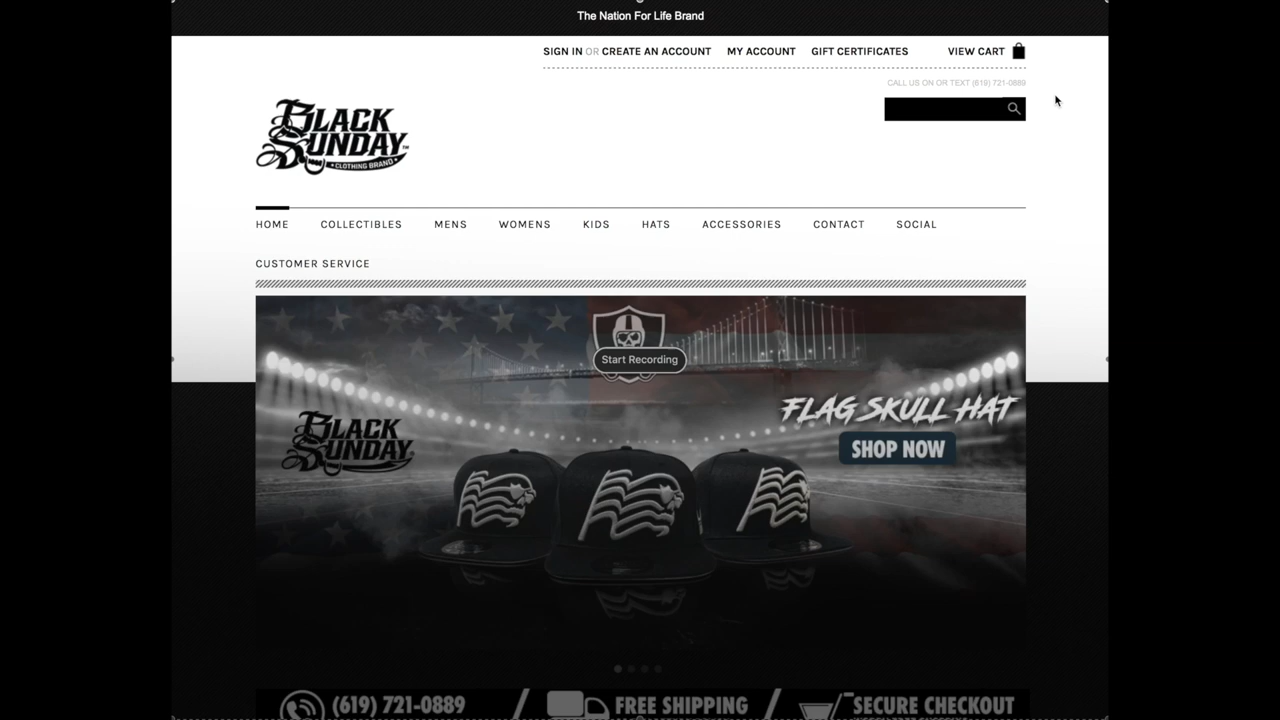 The Nation For Life Brand
SIGN IN OR CREATE AN ACCOUNT MY ACCOUNT GIFT CERTIFICATES VIEW CART
CALL US ON OR TEXT (619) 721-0889
BLACK
SUNDAY™
CLOTHING BRAND
HOME COLLECTIBLES MENS WOMENS KIDS HATS ACCESSORIES CONTACT SOCIAL
CUSTOMER SERVICE
Start Recording
FLAG SKULL HAT
SHOP NOW
BLACK
SUNDAY
(619) 721-0889 / FREE SHIPPING / SECURE CHECKOUT